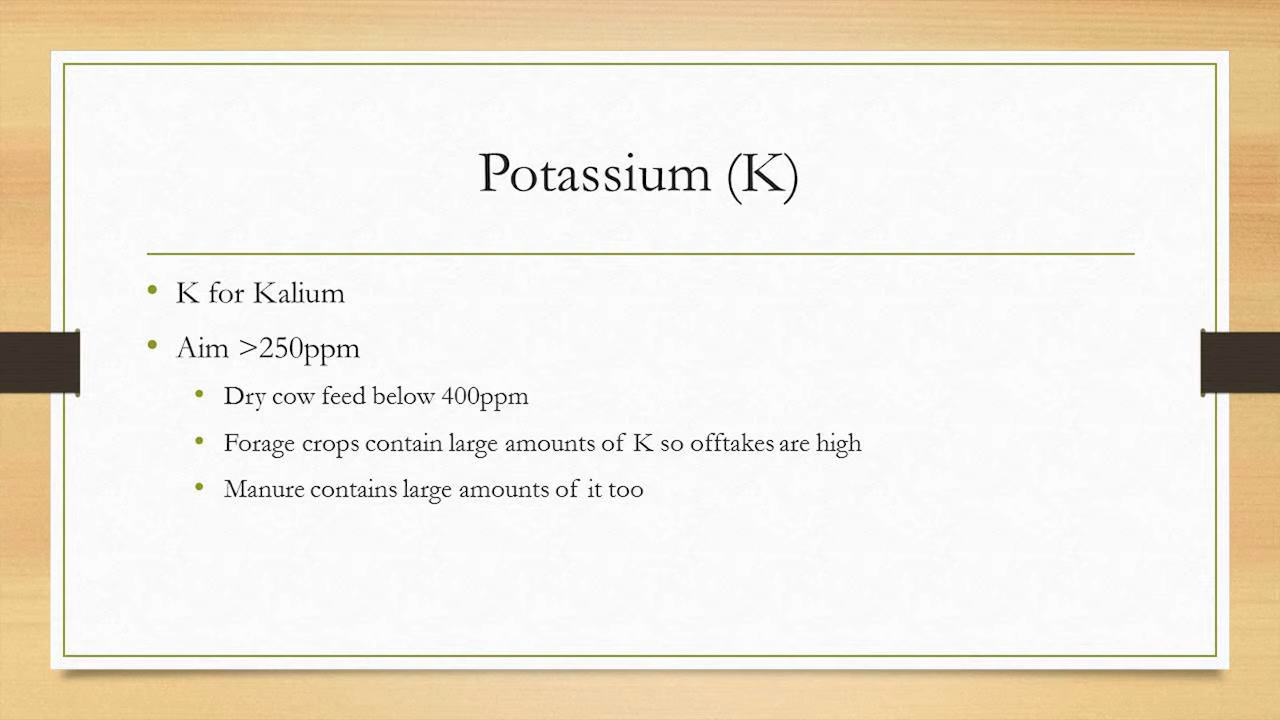 Potassium (K)
K for Kalium
Aim >250ppm
Dry cow feed below 400ppm
Forage crops contain large amounts of K so offtakes are high
Manure contains large amounts of it too